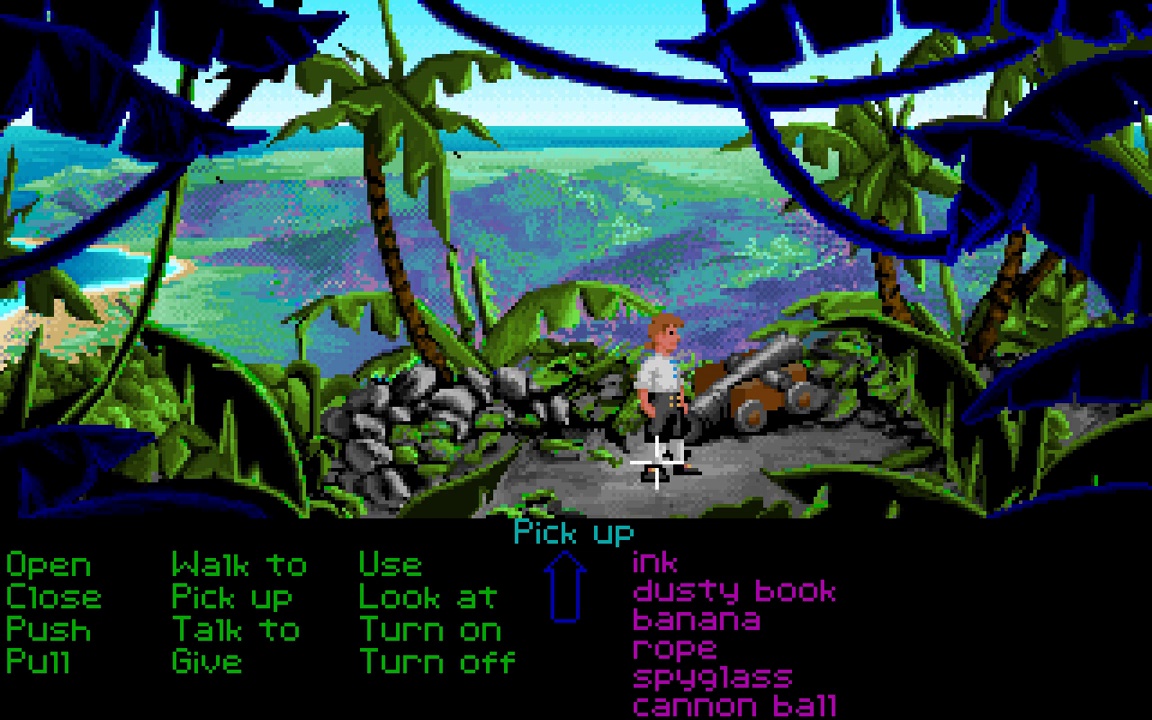 Pick up
Open Walk to Use
Close Pick up Look at
Push Talk to Turn on
Pull Give Turn off
ink
dusty book
banana
rope
spyglass
cannon ball